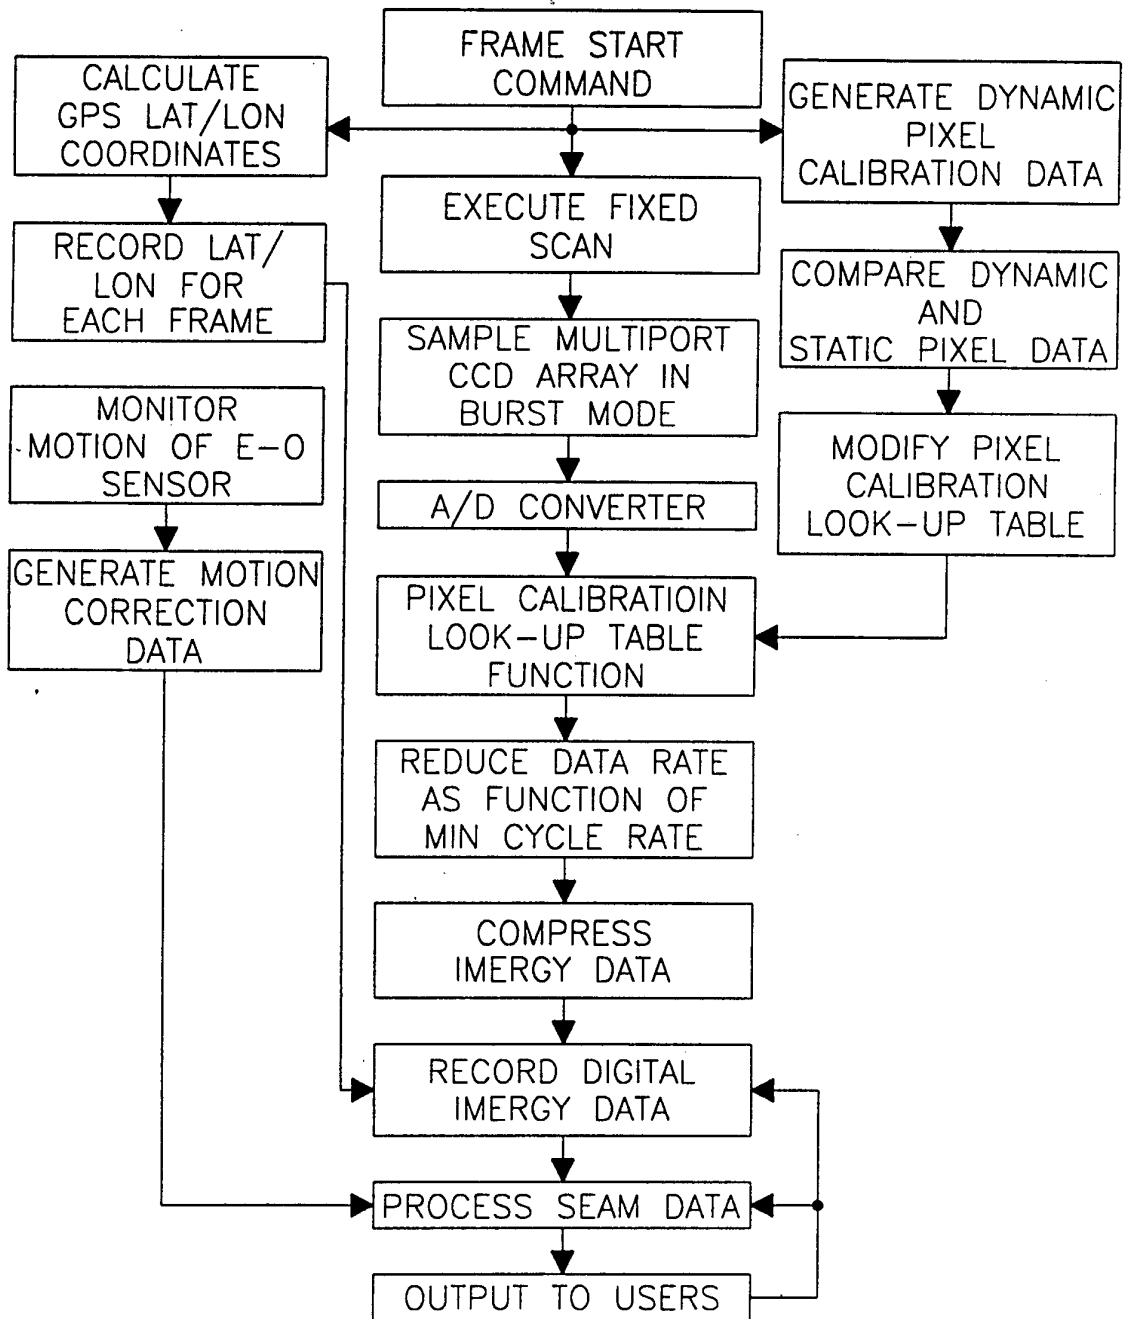 FRAME START
COMMAND
CALCULATE
GPS LAT/LON
COORDINATES
RECORD LAT/
LON FOR
EACH FRAME
MONITOR
MOTION OF E-O
SENSOR
GENERATE MOTION
CORRECTION
DATA
EXECUTE FIXED
SCAN
SAMPLE MULTIPORT
CCD ARRAY IN
BURST MODE
A/D CONVERTER
PIXEL CALIBRATIOIN
LOOK-UP TABLE
FUNCTION
REDUCE DATA RATE
AS FUNCTION OF
MIN CYCLE RATE
COMPRESS
IMERGY DATA
RECORD DIGITAL
IMERGY DATA
PROCESS SEAM DATA
OUTPUT TO USERS
GENERATE DYNAMIC
PIXEL
CALIBRATION DATA
COMPARE DYNAMIC
AND
STATIC PIXEL DATA
MODIFY PIXEL
CALIBRATION
LOOK-UP TABLE